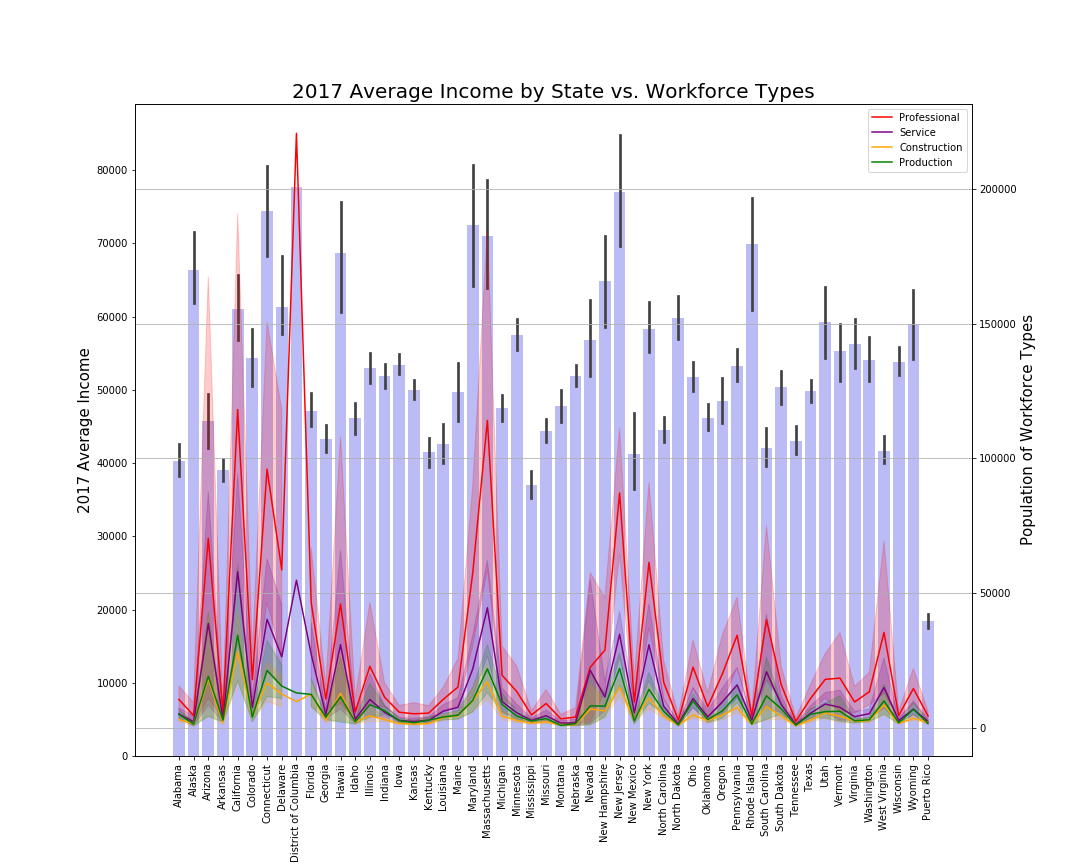 2017 Average Income by State vs. Workforce Types
Professional
Service
Construction
Production
80000
70000
60000
50000
40000
30000
20000
10000
0
2017 Average Income
200000
150000
100000
50000
0
Population of Workforce Types
Alabama
Alaska
Arizona
Arkansas
California
Colorado
Connecticut
Delaware
District of Columbia
Florida
Georgia
Hawaii
Idaho
Illinois
Indiana
Iowa
Kansas
Kentucky
Louisiana
Maine
Maryland
Massachusetts
Michigan
Minnesota
Mississippi
Missouri
Montana
Nebraska
Nevada
New Hampshire
New Jersey
New Mexico
New York
North Carolina
North Dakota
Ohio
Oklahoma
Oregon
Pennsylvania
Rhode Island
South Carolina
South Dakota
Tennessee
Texas
Utah
Vermont
Virginia
Washington
West Virginia
Wisconsin
Wyoming
Puerto Rico